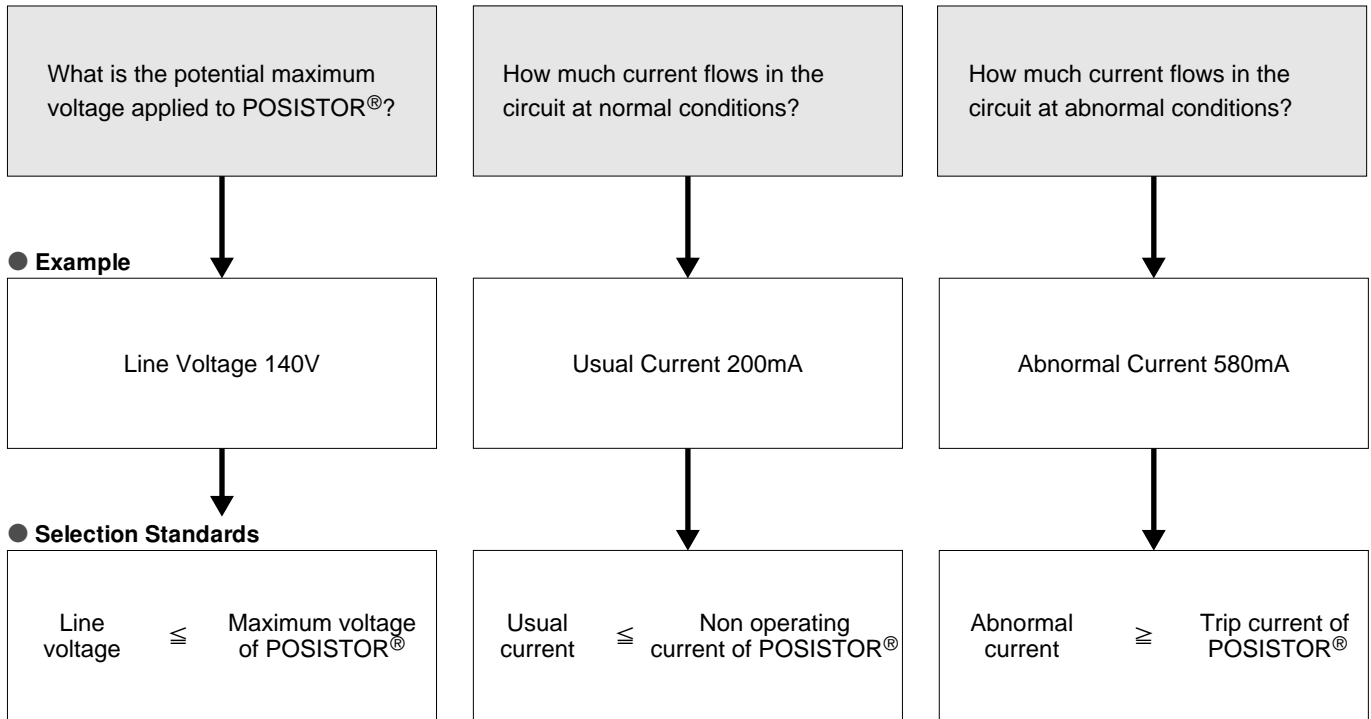 What is the potential maximum
voltage applied to POSISTOR®?
How much current flows in the
circuit at normal conditions?
How much current flows in the
circuit at abnormal conditions?
● Example
Line Voltage 140V
Usual Current 200mA
Abnormal Current 580mA
● Selection Standards
Line
voltage
≦
Maximum voltage
of POSISTOR®
Usual
current
≦
Non operating
current of POSISTOR®
Abnormal
current
≧
Trip current of
POSISTOR®